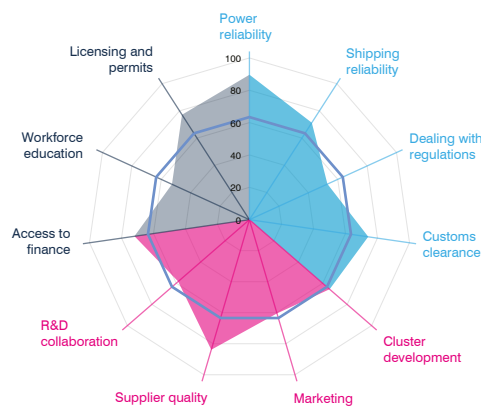 Power
reliability
Licensing and
permits
Shipping
reliability
100
80
60
40
20
0
Workforce
education
Dealing with
regulations
Access to
finance
Customs
clearance
R&D
collaboration
Cluster
development
Supplier quality
Marketing